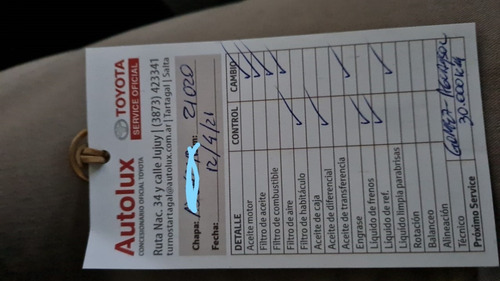 Autolux
CONCESIONARIO OFICIAL TOYOTA
TOYOTA
SERVICE OFICIAL
Ruta Nac. 34 y calle Jujuy | (3873) 423341
turnostartagal@autolux.com.ar | Tartagal | Salta
Chapa: Km: 21020
Fecha: 12/4/21
DETALLE CONTROL CAMBIO
Aceite motor ✓
Filtro de aceite ✓
Filtro de combustible ✓
Filtro de aire ✓
Filtro de habitáculo ✓
Aceite de caja ✓
Aceite de diferencial
Aceite de transferencia ✓
Engrase ✓
Líquido de frenos ✓
Líquido de ref. ✓
Líquido limpia parabrisas
Rotación
Balanceo
Alineación
Técnico
Próximo Service 30.000 KM